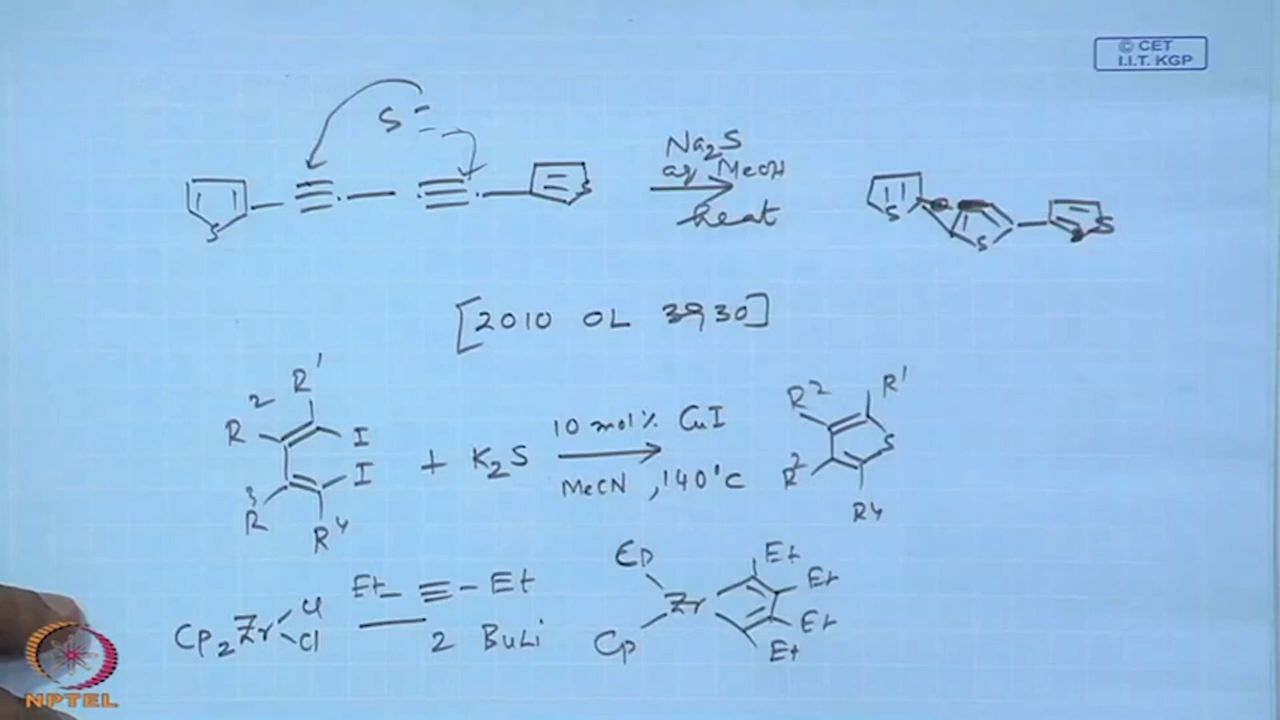 © CET
I.I.T. KGP
S
Na2S
aq MeOH
heat
S
S
S
S
S
[2010 OL 3930]
R1
R2
I
I
R3
R4
+ K2S
10 mol% CuI
MeCN, 140°C
R2
R1
S
R2
R4
Cp2Zr
Cl
Cl
Et-≡-Et
2 BuLi
Cp
Zr
Cp
Et
Et
Et
Et
NPTEL